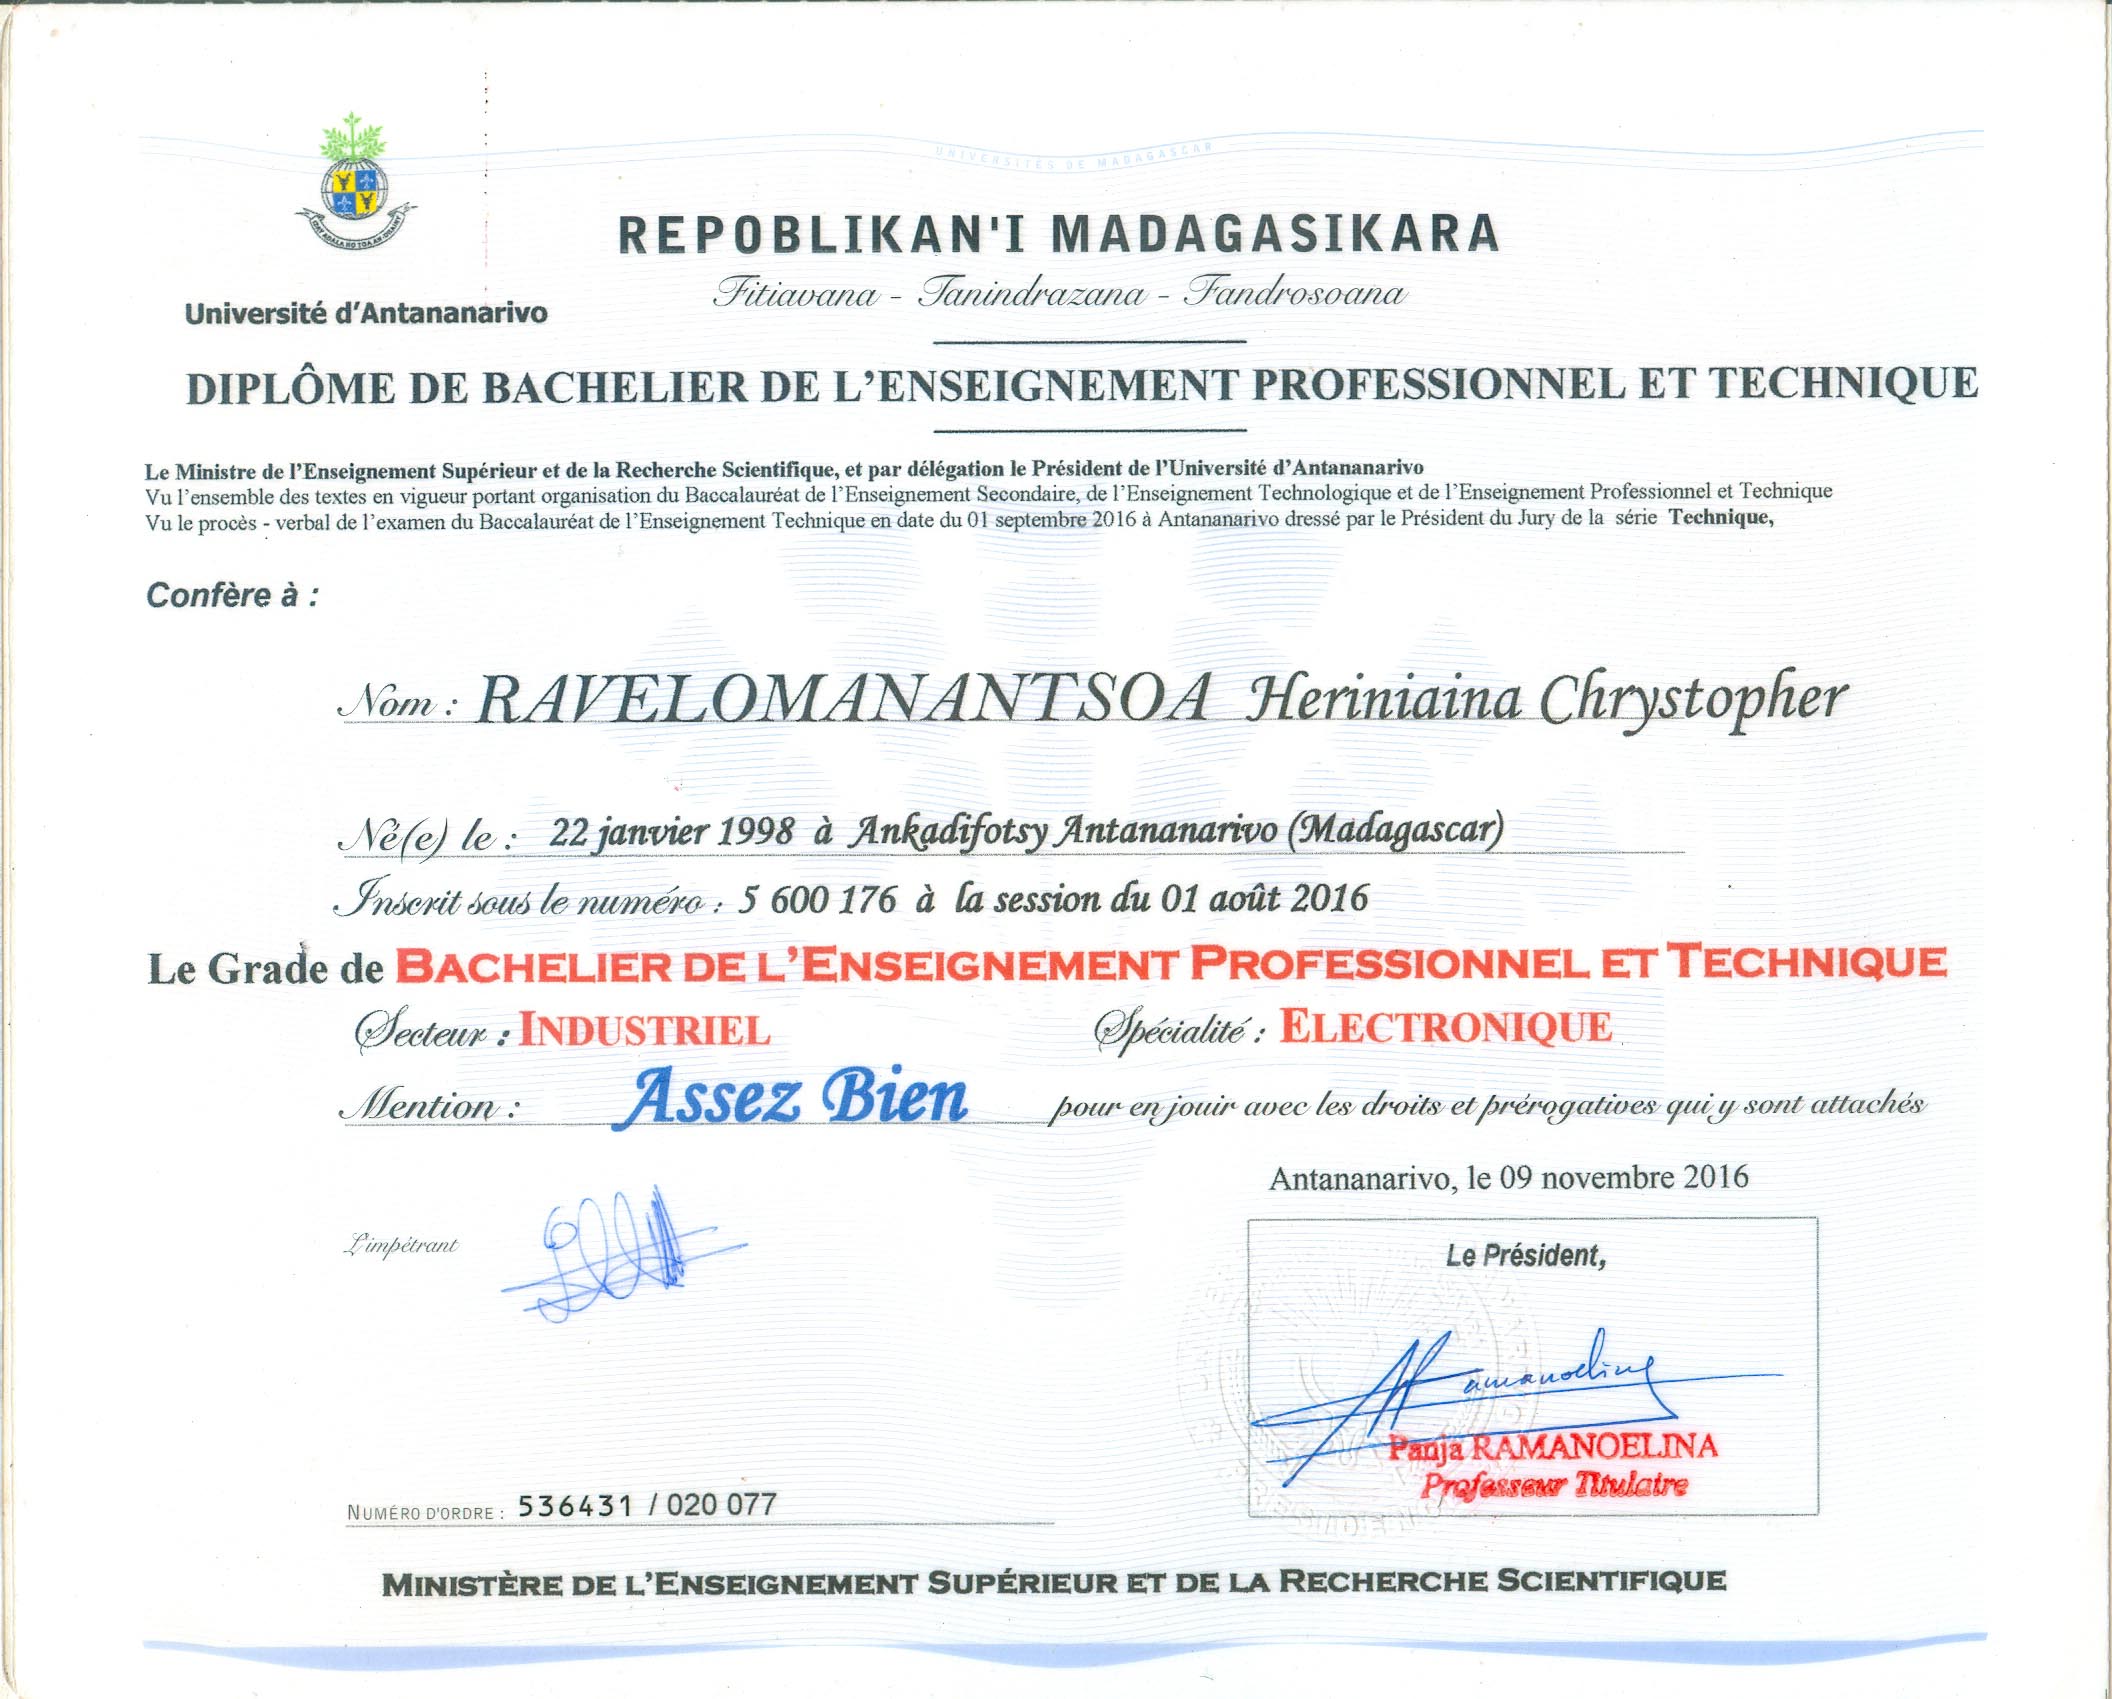 UNIVERSITÉS DE MADAGASCAR
REPOBLIKAN'I MADAGASIKARA
Fitiavana - Tanindrazana - Fandrosoana
Université d'Antananarivo
DIPLÔME DE BACHELIER DE L'ENSEIGNEMENT PROFESSIONNEL ET TECHNIQUE
Le Ministre de l'Enseignement Supérieur et de la Recherche Scientifique, et par délégation le Président de l'Université d'Antananarivo
Vu l'ensemble des textes en vigueur portant organisation du Baccalauréat de l'Enseignement Secondaire, de l'Enseignement Technologique et de l'Enseignement Professionnel et Technique
Vu le procès - verbal de l'examen du Baccalauréat de l'Enseignement Technique en date du 01 septembre 2016 à Antananarivo dressé par le Président du Jury de la série Technique,
Confère à :
Nom : RAVELOMANANTSOA Heriniaina Chrystopher
Né(e) le : 22 janvier 1998 à Ankadifotsy Antananarivo (Madagascar)
Inscrit sous le numéro : 5 600 176 à la session du 01 août 2016
Le Grade de BACHELIER DE L'ENSEIGNEMENT PROFESSIONNEL ET TECHNIQUE
Secteur : INDUSTRIEL Spécialité : ELECTRONIQUE
Mention : Assez Bien pour en jouir avec les droits et prérogatives qui y sont attachés
Antananarivo, le 09 novembre 2016
L'impétrant
Le Président,
Panja RAMANOELINA
Professeur Titulaire
NUMÉRO D'ORDRE : 536431 / 020 077
MINISTÈRE DE L'ENSEIGNEMENT SUPÉRIEUR ET DE LA RECHERCHE SCIENTIFIQUE